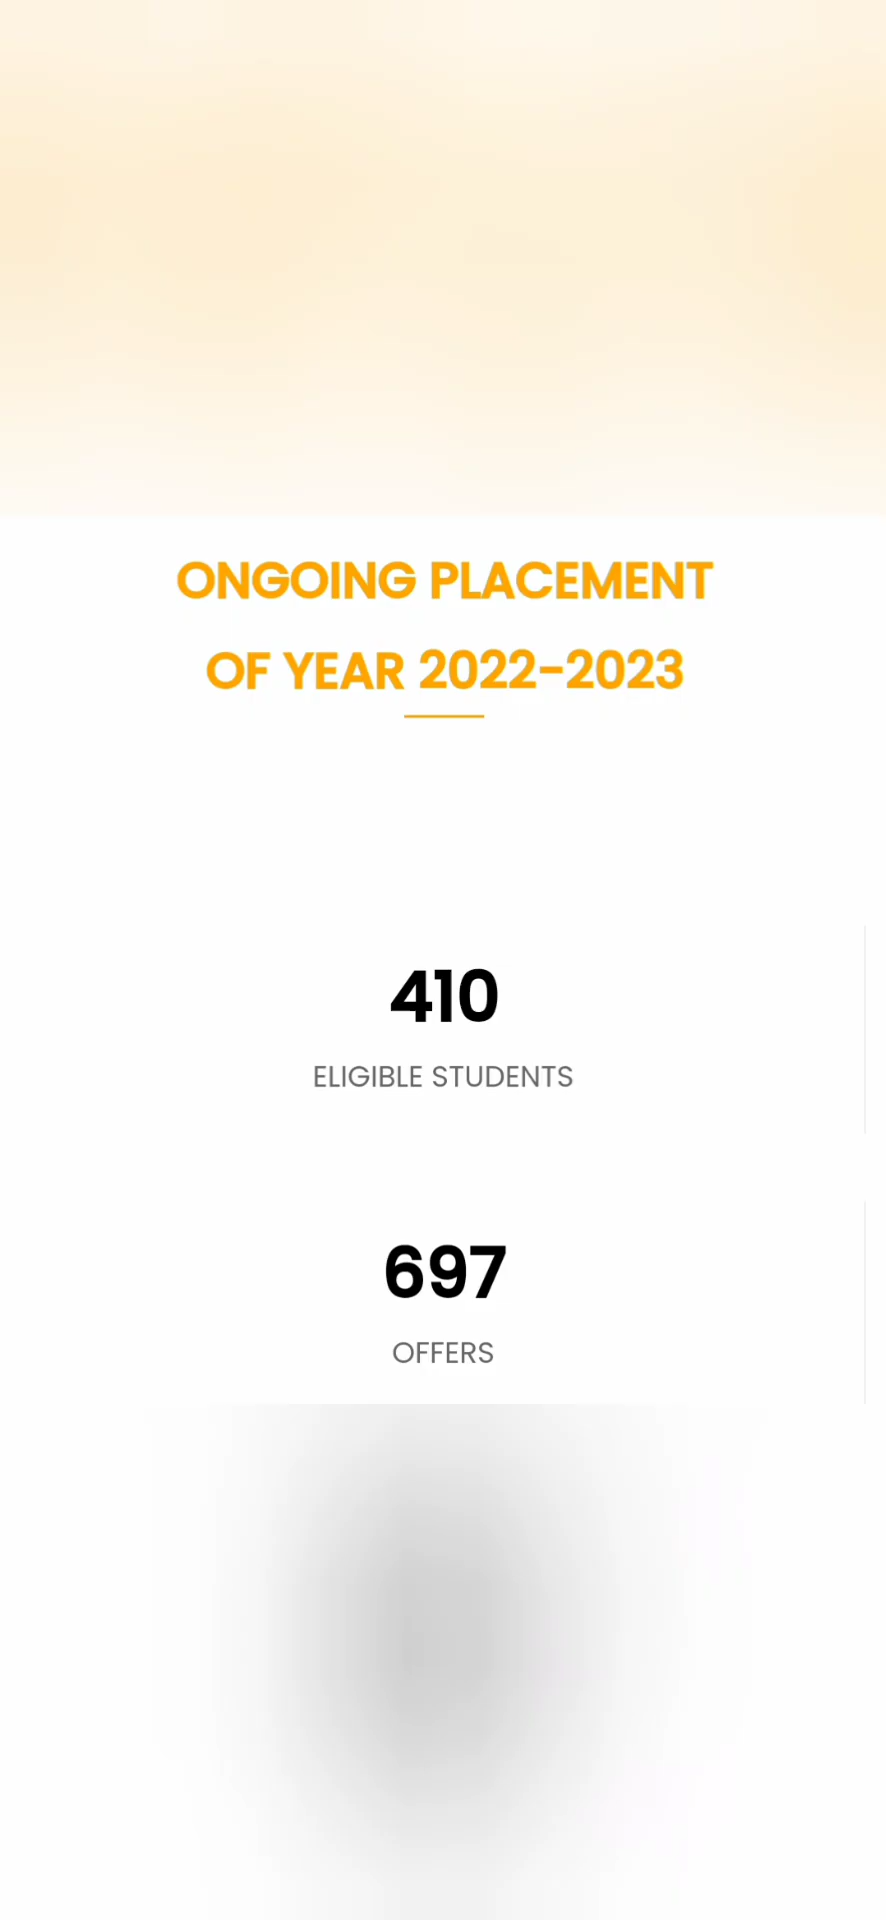 ONGOING PLACEMENT
OF YEAR 2022-2023
410
ELIGIBLE STUDENTS
697
OFFERS